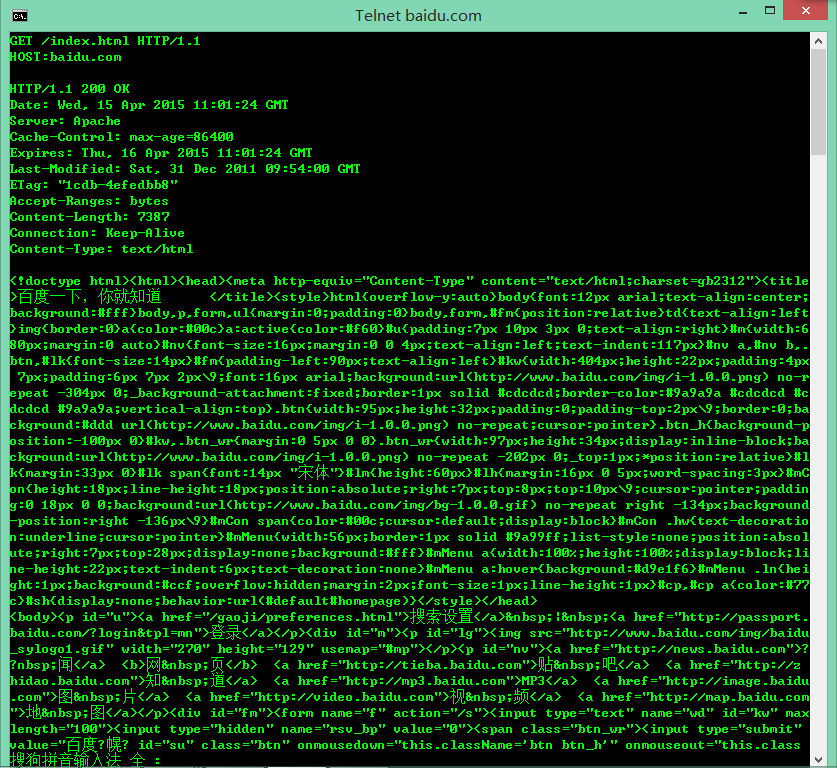 Telnet baidu.com
GET /index.html HTTP/1.1
HOST:baidu.com
HTTP/1.1 200 OK
Date: Wed, 15 Apr 2015 11:01:24 GMT
Server: Apache
Cache-Control: max-age=86400
Expires: Thu, 16 Apr 2015 11:01:24 GMT
Last-Modified: Sat, 31 Dec 2011 09:54:00 GMT
ETag: "1cdb-4efedbb8"
Accept-Ranges: bytes
Content-Length: 7387
Connection: Keep-Alive
Content-Type: text/html
<!doctype html><html><head><meta http-equiv="Content-Type" content="text/html;charset=gb2312"><title
>百度一下，你就知道      </title><style>html{overflow-y:auto}body{font:12px arial;text-align:center;
background:#fff}body,p,form,ul{margin:0;padding:0}body,form,#fm{position:relative}td{text-align:left
}img{border:0}a{color:#00c}a:active{color:#f60}#u{padding:7px 10px 3px 0;text-align:right}#m{width:6
80px;margin:0 auto}#nv{font-size:16px;margin:0 0 4px;text-align:left;text-indent:117px}#nv a,#nv b,.
btn,#lk{font-size:14px}#fm{padding-left:90px;text-align:left}#kw{width:404px;height:22px;padding:4px
 7px;padding:6px 7px 2px\9;font:16px arial;background:url(http://www.baidu.com/img/i-1.0.0.png) no-r
epeat -304px 0;_background-attachment:fixed;border:1px solid #cdcdcd;border-color:#9a9a9a #cdcdcd #c
dcdcd #9a9a9a;vertical-align:top}.btn{width:95px;height:32px;padding:0;padding-top:2px\9;border:0;ba
ckground:#ddd url(http://www.baidu.com/img/i-1.0.0.png) no-repeat;cursor:pointer}.btn_h{background-p
osition:-100px 0}#kw,.btn_wr{margin:0 5px 0 0}.btn_wr{width:97px;height:34px;display:inline-block;ba
ckground:url(http://www.baidu.com/img/i-1.0.0.png) no-repeat -202px 0;_top:1px;*position:relative}#l
k{margin:33px 0}#lk span{font:14px "宋体"}#lm{height:60px}#lh{margin:16px 0 5px;word-spacing:3px}#mC
on{height:18px;line-height:18px;position:absolute;right:7px;top:8px;top:10px\9;cursor:pointer;paddin
g:0 18px 0 0;background:url(http://www.baidu.com/img/bg-1.0.0.gif) no-repeat right -134px;background
-position:right -136px\9}#mCon span{color:#00c;cursor:default;display:block}#mCon .hw{text-decoratio
n:underline;cursor:pointer}#mMenu{width:56px;border:1px solid #9a99ff;list-style:none;position:absol
ute;right:7px;top:28px;display:none;background:#fff}#mMenu a{width:100%;height:100%;display:block;li
ne-height:22px;text-indent:6px;text-decoration:none}#mMenu a:hover{background:#d9e1f6}#mMenu .ln{hei
ght:1px;background:#ccf;overflow:hidden;margin:2px;font-size:1px;line-height:1px}#cp,#cp a{color:#77
c}#sh{display:none;behavior:url(#default#homepage)}</style></head>
<body><p id="u"><a href="/gaoji/preferences.html">搜索设置</a>&nbsp;|&nbsp;<a href="http://passport.
baidu.com/?login&tpl=mn">登录</a></p><div id="m"><p id="lg"><img src="http://www.baidu.com/img/baidu
_sylogo1.gif" width="270" height="129" usemap="#mp"></p><p id="nv"><a href="http://news.baidu.com">?
?nbsp;闻</a>  <b>网&nbsp;页</b>  <a href="http://tieba.baidu.com">贴&nbsp;吧</a>  <a href="http://z
hidao.baidu.com">知&nbsp;道</a>  <a href="http://mp3.baidu.com">MP3</a>  <a href="http://image.baidu
.com">图&nbsp;片</a>  <a href="http://video.baidu.com">视&nbsp;频</a>  <a href="http://map.baidu.com
">地&nbsp;图</a></p><div id="fm"><form name="f" action="/s"><input type="text" name="wd" id="kw" max
length="100"><input type="hidden" name="rsv_bp" value="0"><span class="btn_wr"><input type="submit"
value="百度?幌? id="su" class="btn" onmousedown="this.className='btn btn_h'" onmouseout="this.class
搜狗拼音输入法 全 :